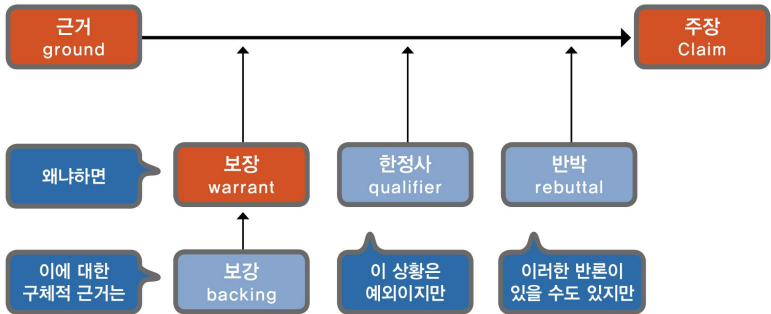 근거
ground
주장
Claim
왜냐하면
보장
warrant
한정사
qualifier
반박
rebuttal
이에 대한
구체적 근거는
보강
backing
이 상황은
예외이지만
이러한 반론이
있을 수도 있지만